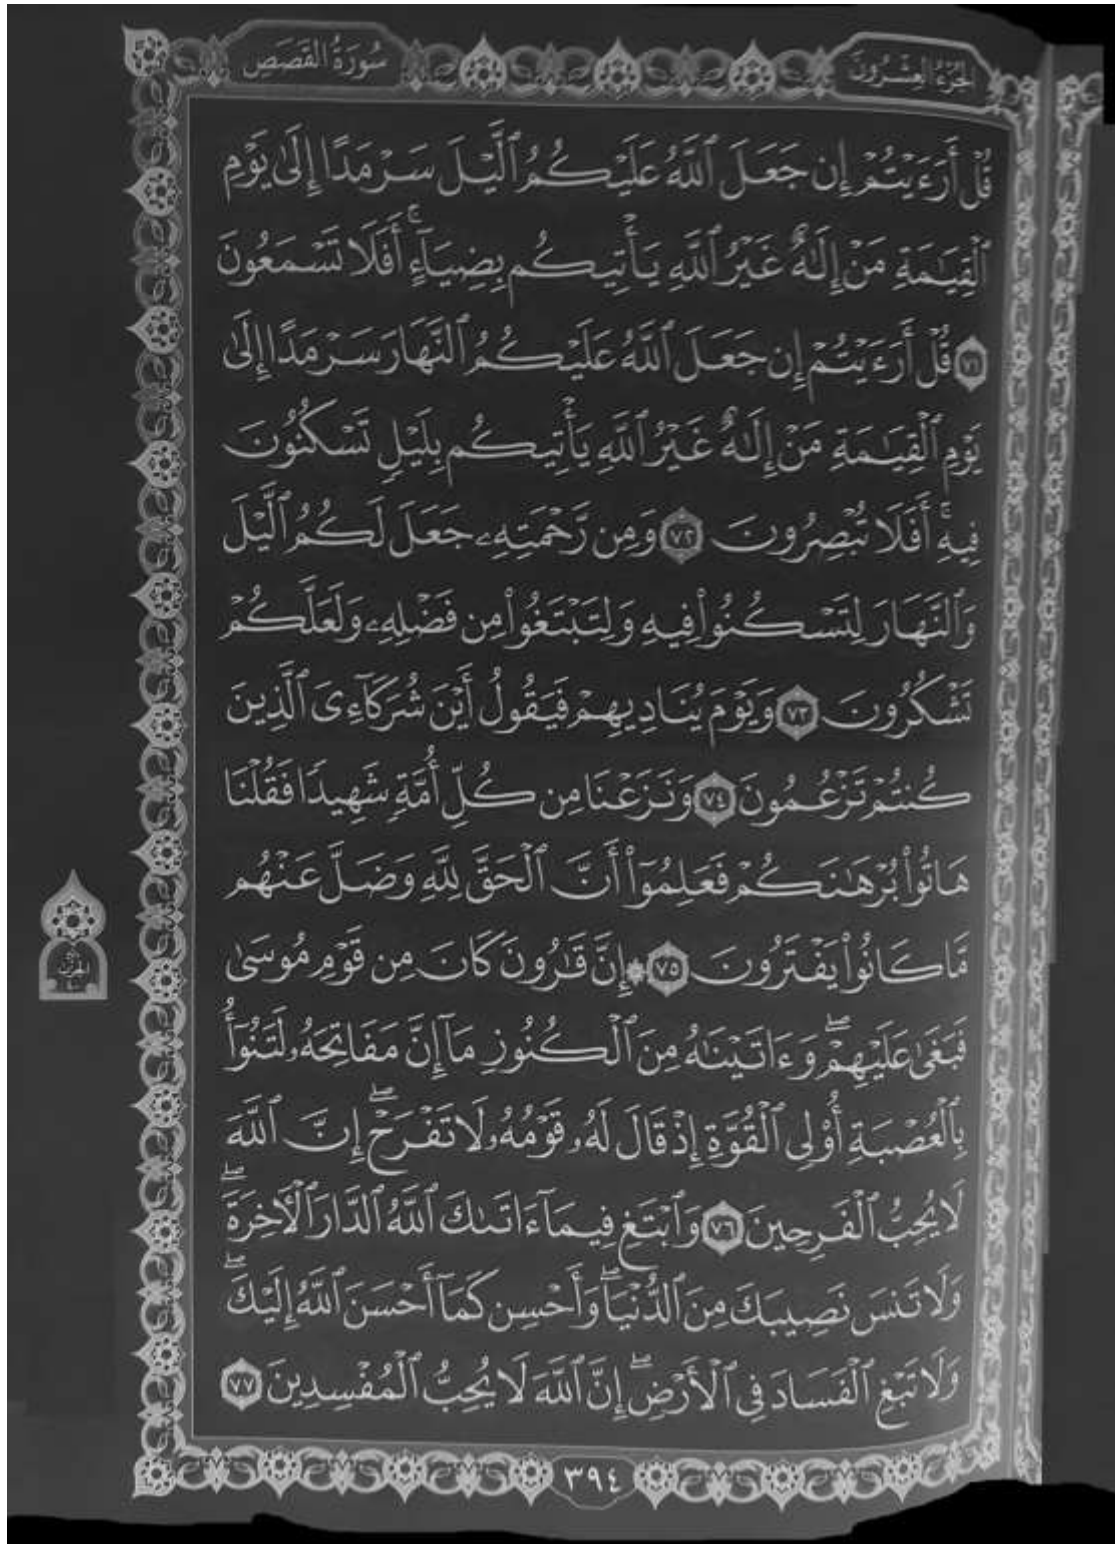 الجزء العشرون
سورة القصص
قُلْ أَرَءَيْتُمْ إِن جَعَلَ ٱللَّهُ عَلَيْكُمُ ٱلَّيْلَ سَرْمَدًا إِلَىٰ يَوْمِ
ٱلْقِيَـٰمَةِ مَنْ إِلَـٰهٌ غَيْرُ ٱللَّهِ يَأْتِيكُم بِضِيَآءٍ ۚ أَفَلَا تَسْمَعُونَ
٧١ قُلْ أَرَءَيْتُمْ إِن جَعَلَ ٱللَّهُ عَلَيْكُمُ ٱلنَّهَارَ سَرْمَدًا إِلَىٰ
يَوْمِ ٱلْقِيَـٰمَةِ مَنْ إِلَـٰهٌ غَيْرُ ٱللَّهِ يَأْتِيكُم بِلَيْلٍ تَسْكُنُونَ
فِيهِ ۚ أَفَلَا تُبْصِرُونَ ٧٢ وَمِن رَّحْمَتِهِۦ جَعَلَ لَكُمُ ٱلَّيْلَ
وَٱلنَّهَارَ لِتَسْكُنُوا۟ فِيهِ وَلِتَبْتَغُوا۟ مِن فَضْلِهِۦ وَلَعَلَّكُمْ
تَشْكُرُونَ ٧٣ وَيَوْمَ يُنَادِيهِمْ فَيَقُولُ أَيْنَ شُرَكَآءِىَ ٱلَّذِينَ
كُنتُمْ تَزْعُمُونَ ٧٤ وَنَزَعْنَا مِن كُلِّ أُمَّةٍ شَهِيدًا فَقُلْنَا
هَاتُوا۟ بُرْهَـٰنَكُمْ فَعَلِمُوٓا۟ أَنَّ ٱلْحَقَّ لِلَّهِ وَضَلَّ عَنْهُم
مَّا كَانُوا۟ يَفْتَرُونَ ٧٥ ۞ إِنَّ قَـٰرُونَ كَانَ مِن قَوْمِ مُوسَىٰ
فَبَغَىٰ عَلَيْهِمْ ۖ وَءَاتَيْنَـٰهُ مِنَ ٱلْكُنُوزِ مَآ إِنَّ مَفَاتِحَهُۥ لَتَنُوٓأُ
بِٱلْعُصْبَةِ أُو۟لِى ٱلْقُوَّةِ إِذْ قَالَ لَهُۥ قَوْمُهُۥ لَا تَفْرَحْ ۖ إِنَّ ٱللَّهَ
لَا يُحِبُّ ٱلْفَرِحِينَ ٧٦ وَٱبْتَغِ فِيمَآ ءَاتَىٰكَ ٱللَّهُ ٱلدَّارَ ٱلْـَٔاخِرَةَ ۖ
وَلَا تَنسَ نَصِيبَكَ مِنَ ٱلدُّنْيَا ۖ وَأَحْسِن كَمَآ أَحْسَنَ ٱللَّهُ إِلَيْكَ ۖ
وَلَا تَبْغِ ٱلْفَسَادَ فِى ٱلْأَرْضِ ۖ إِنَّ ٱللَّهَ لَا يُحِبُّ ٱلْمُفْسِدِينَ ٧٧
٣٩٤